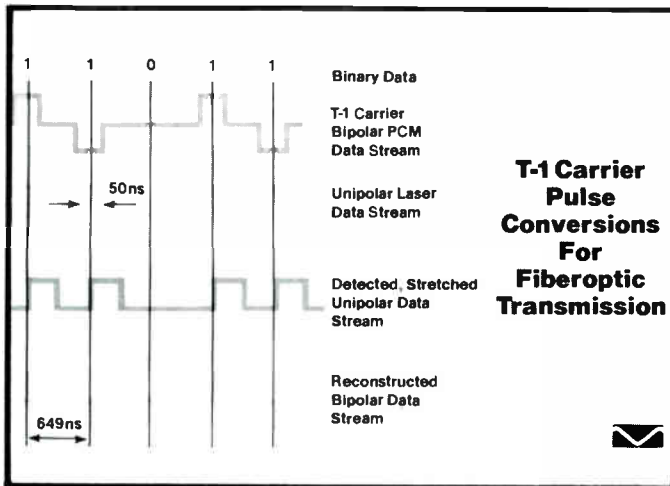 1 1 0 1 1
Binary Data
T-1 Carrier
Bipolar PCM
Data Stream
50ns
Unipolar Laser
Data Stream
Detected, Stretched
Unipolar Data
Stream
Reconstructed
Bipolar Data
Stream
649ns
T-1 Carrier
Pulse
Conversions
For
Fiberoptic
Transmission